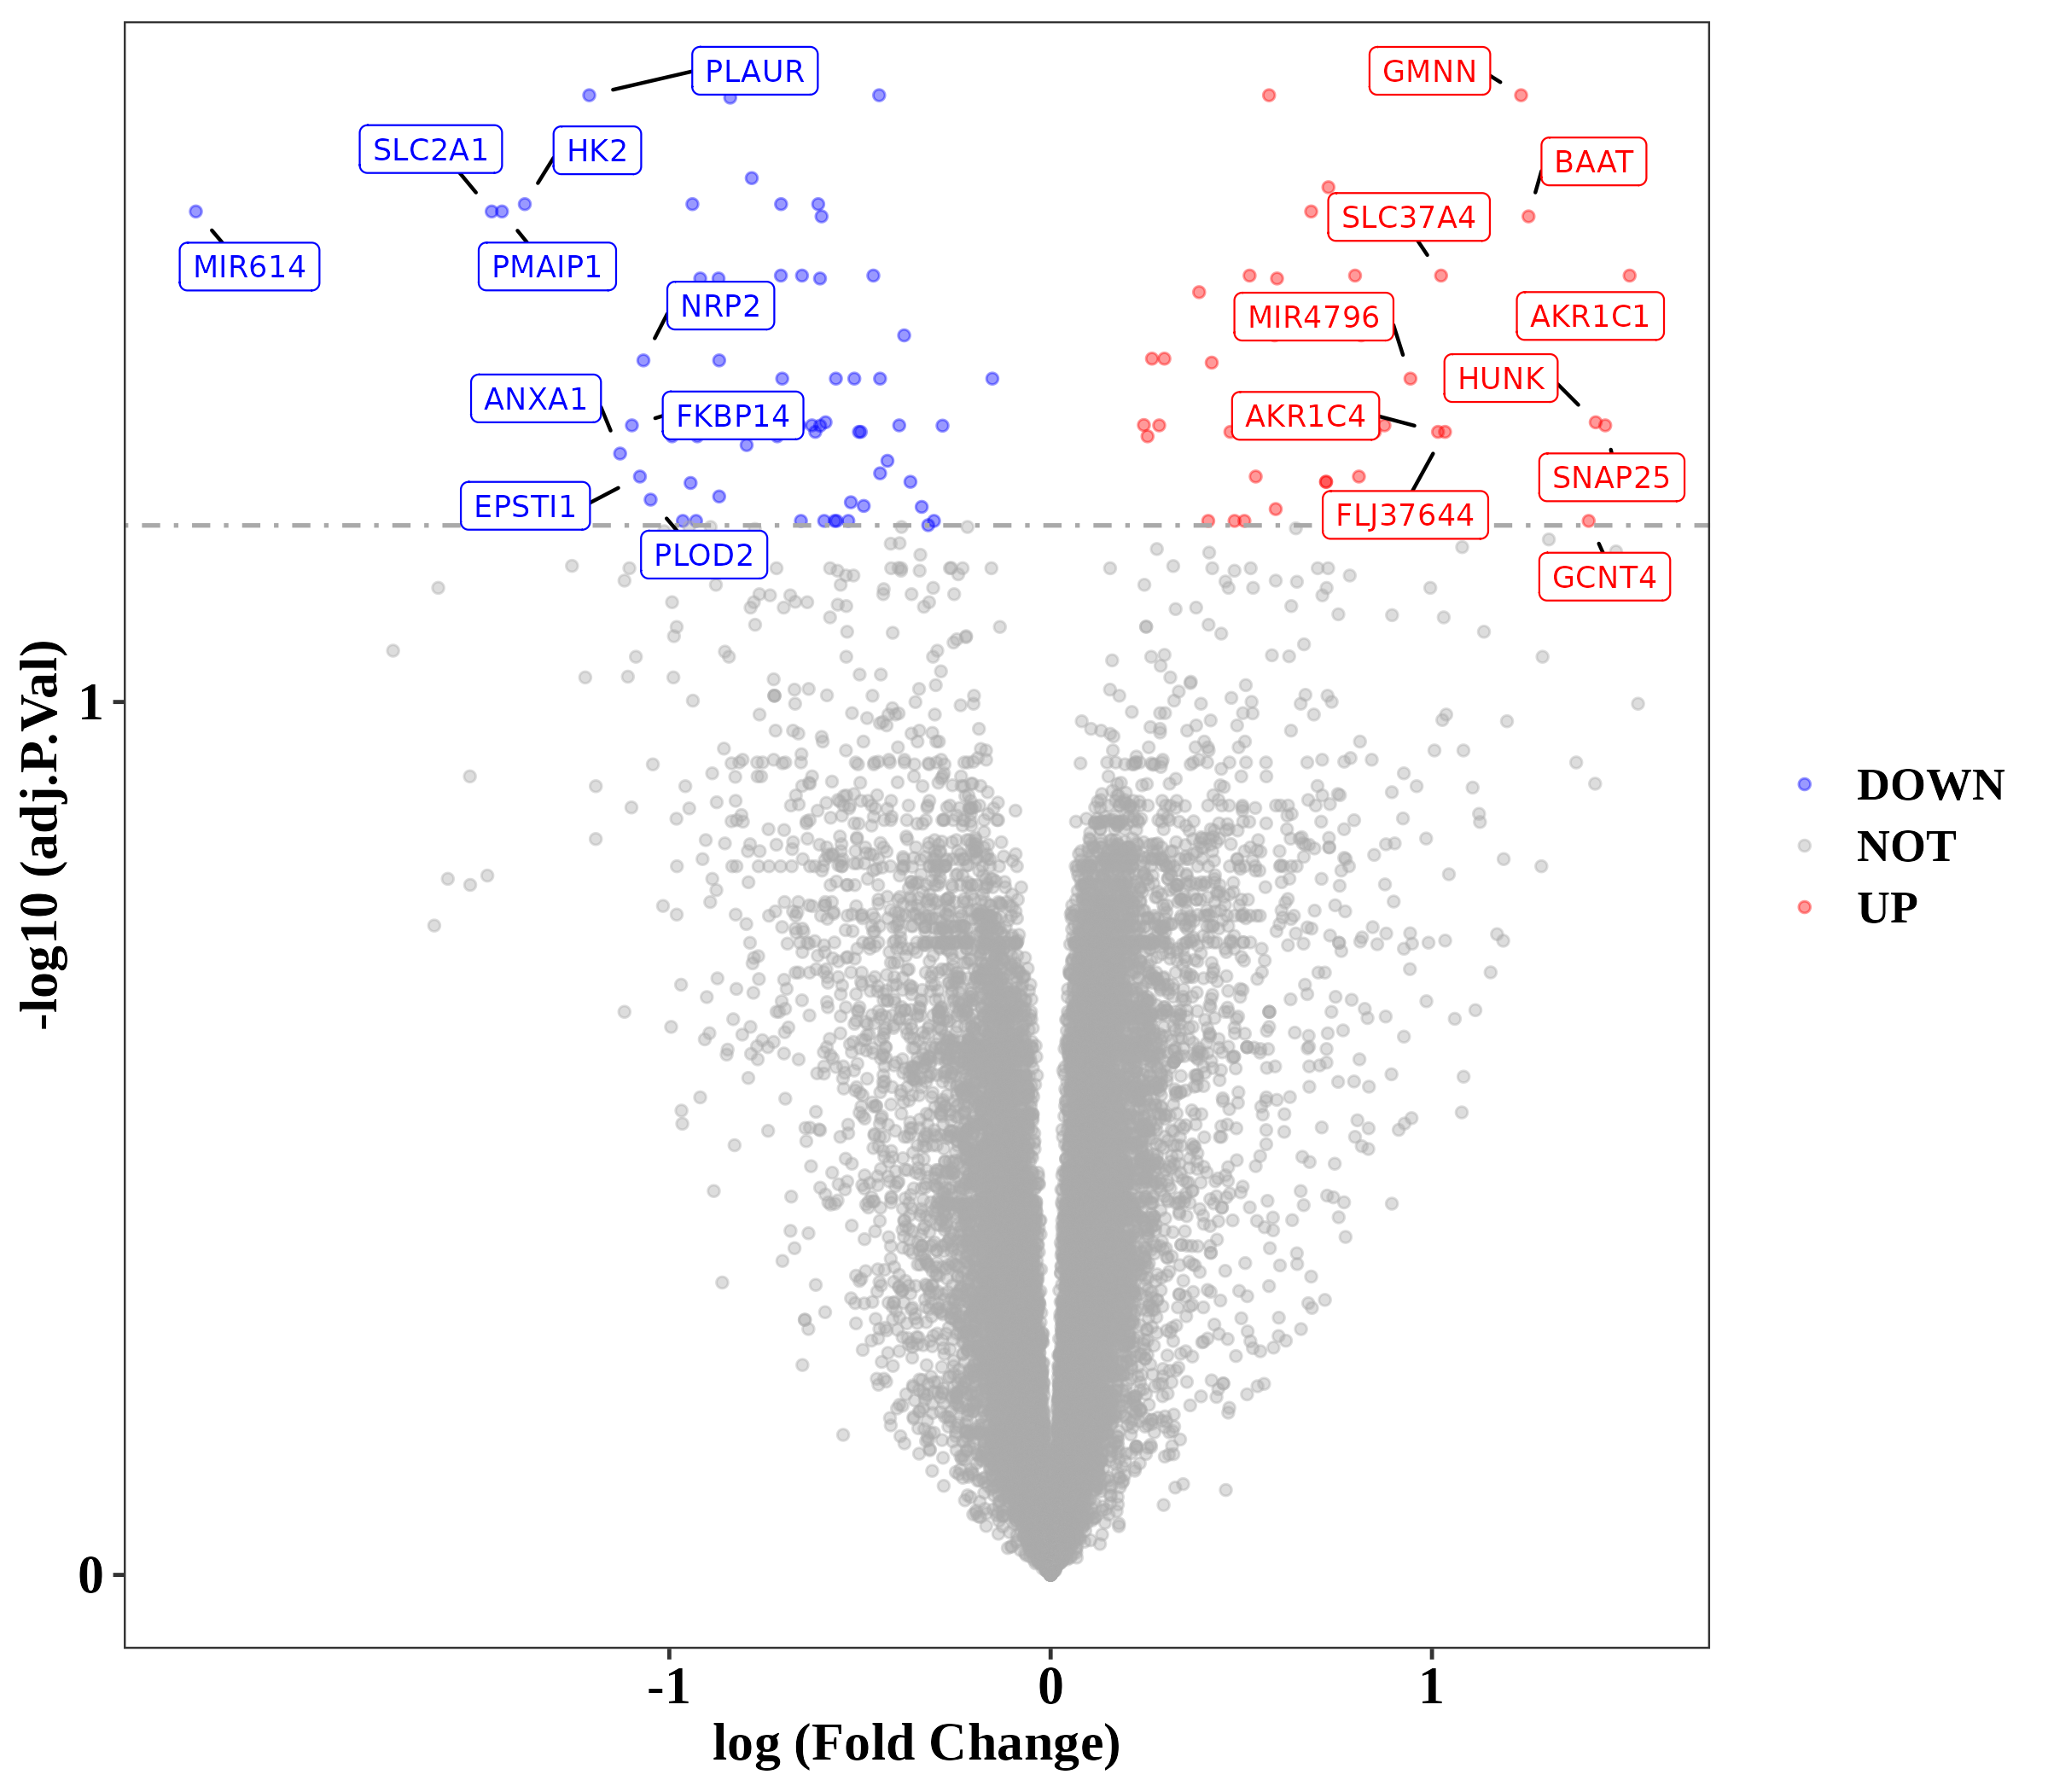 PLAUR
GMNN
SLC2A1
HK2
BAAT
SLC37A4
MIR614
PMAIP1
NRP2
MIR4796
AKR1C1
ANXA1
HUNK
FKBP14
AKR1C4
EPSTI1
SNAP25
FLJ37644
PLOD2
GCNT4
-log10 (adj.P.Val)
1
0
DOWN
NOT
UP
-1
0
1
log (Fold Change)